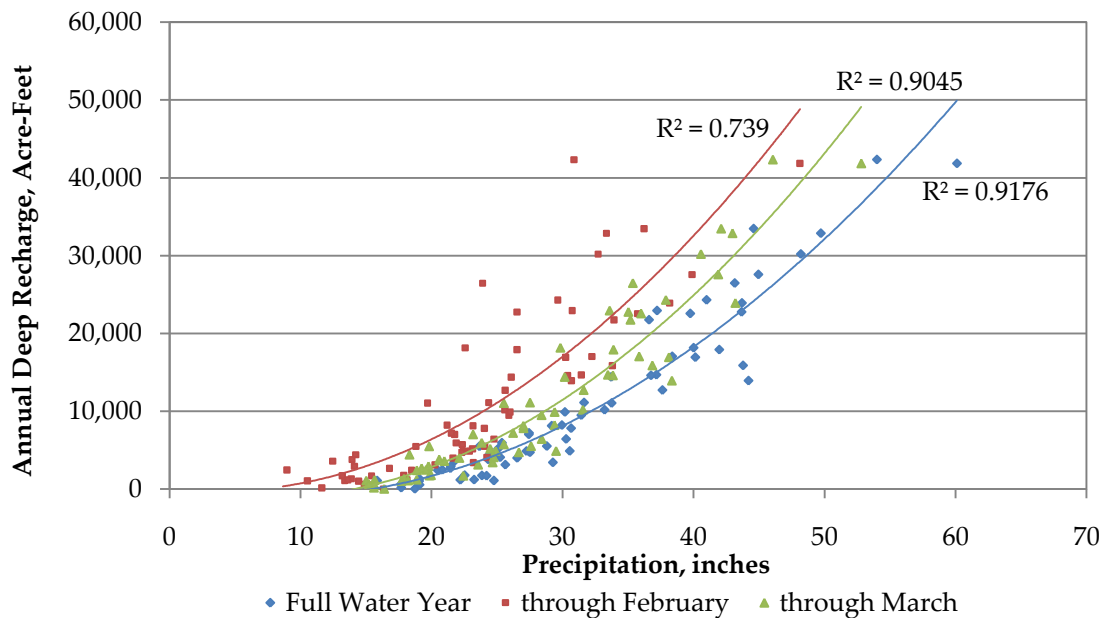 60,000
50,000
40,000
30,000
20,000
10,000
0
Annual Deep Recharge, Acre-Feet
R² = 0.9045
R² = 0.739
R² = 0.9176
0 10 20 30 40 50 60 70
Precipitation, inches
Full Water Year through February through March